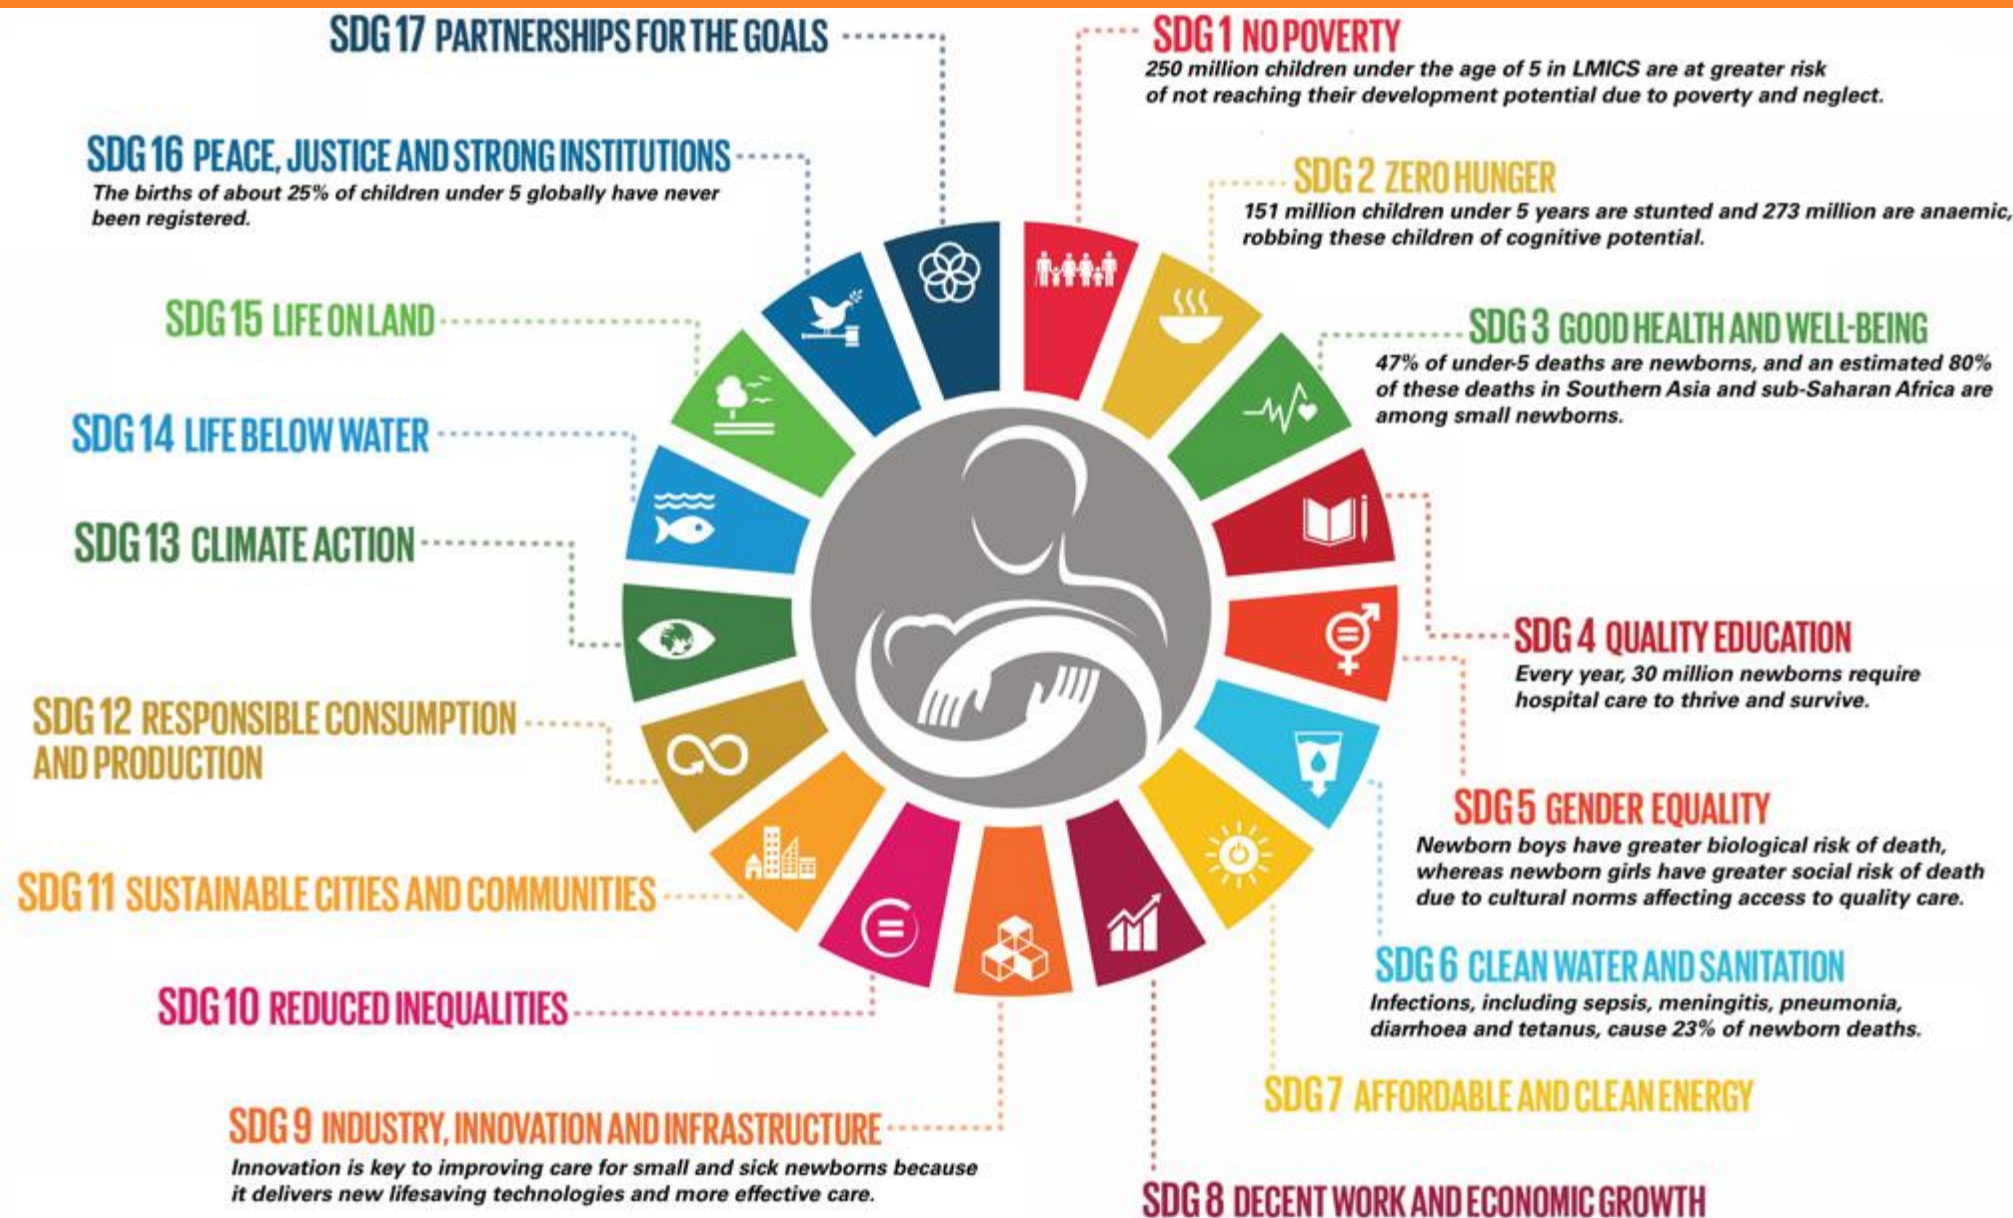 SDG 17 PARTNERSHIPS FOR THE GOALS
SDG 1 NO POVERTY
250 million children under the age of 5 in LMICS are at greater risk
of not reaching their development potential due to poverty and neglect.
SDG 16 PEACE, JUSTICE AND STRONG INSTITUTIONS
The births of about 25% of children under 5 globally have never
been registered.
SDG 2 ZERO HUNGER
151 million children under 5 years are stunted and 273 million are anaemic,
robbing these children of cognitive potential.
SDG 15 LIFE ON LAND
SDG 3 GOOD HEALTH AND WELL-BEING
47% of under-5 deaths are newborns, and an estimated 80%
of these deaths in Southern Asia and sub-Saharan Africa are
among small newborns.
SDG 14 LIFE BELOW WATER
SDG 13 CLIMATE ACTION
SDG 4 QUALITY EDUCATION
Every year, 30 million newborns require
hospital care to thrive and survive.
SDG 12 RESPONSIBLE CONSUMPTION
AND PRODUCTION
SDG 5 GENDER EQUALITY
Newborn boys have greater biological risk of death,
whereas newborn girls have greater social risk of death
due to cultural norms affecting access to quality care.
SDG 11 SUSTAINABLE CITIES AND COMMUNITIES
SDG 6 CLEAN WATER AND SANITATION
Infections, including sepsis, meningitis, pneumonia,
diarrhoea and tetanus, cause 23% of newborn deaths.
SDG 10 REDUCED INEQUALITIES
SDG 7 AFFORDABLE AND CLEAN ENERGY
SDG 9 INDUSTRY, INNOVATION AND INFRASTRUCTURE
Innovation is key to improving care for small and sick newborns because
it delivers new lifesaving technologies and more effective care.
SDG 8 DECENT WORK AND ECONOMIC GROWTH